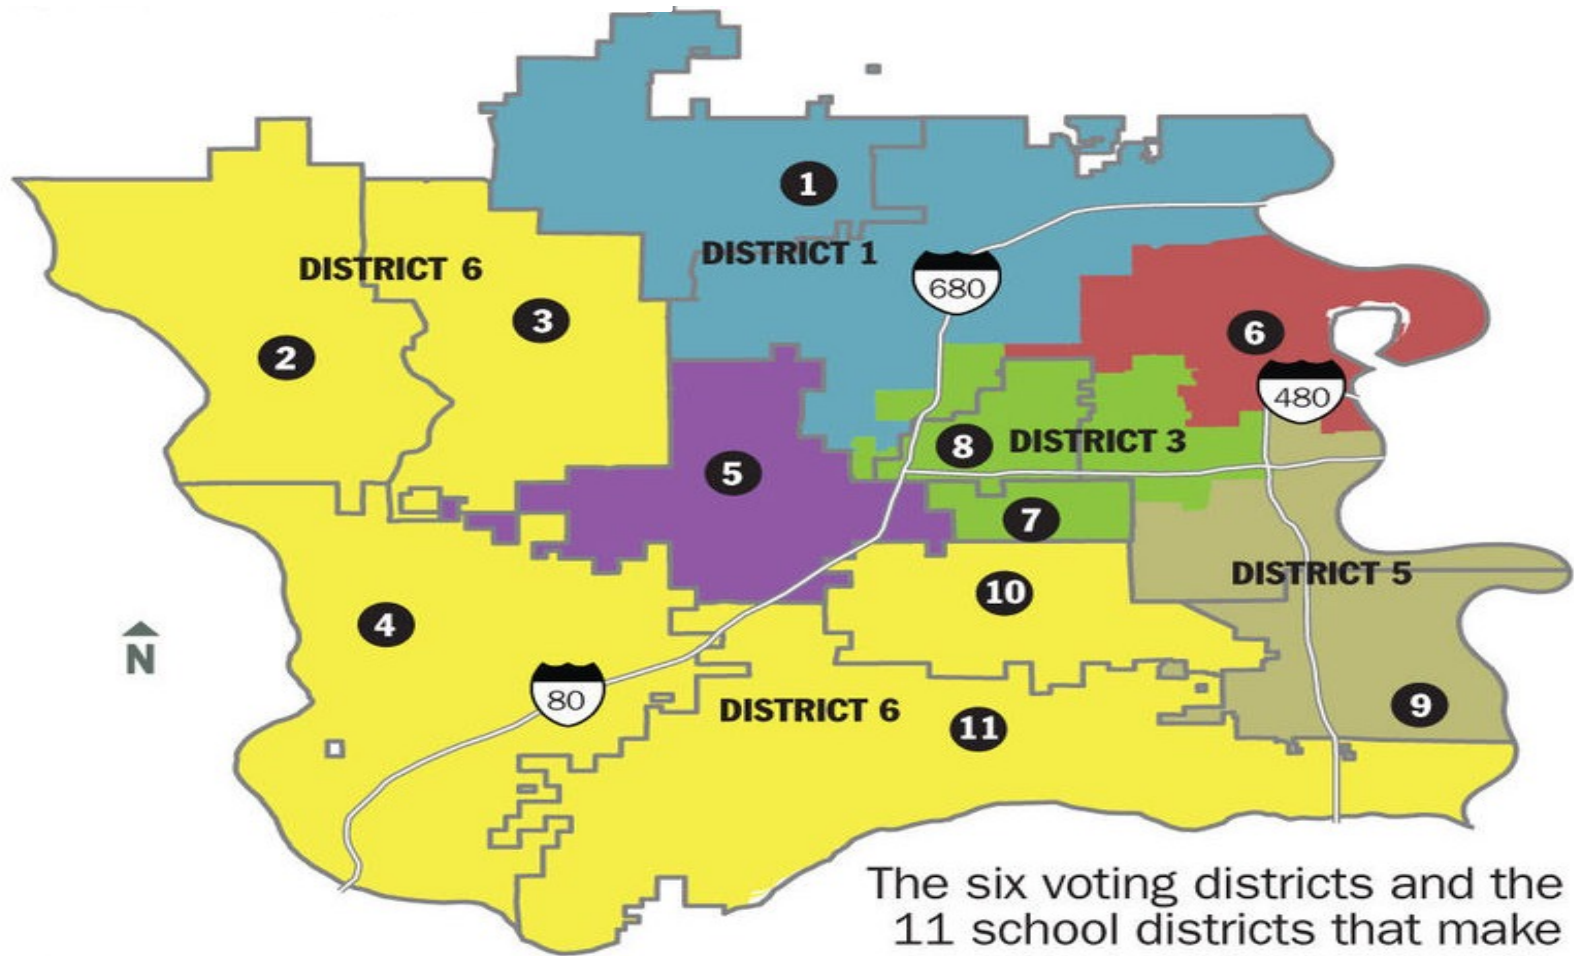 1
DISTRICT 1
DISTRICT 6
680
3
6
2
480
8 DISTRICT 3
5
7
DISTRICT 5
10
4
N
80
DISTRICT 6
9
11
The six voting districts and the
11 school districts that make